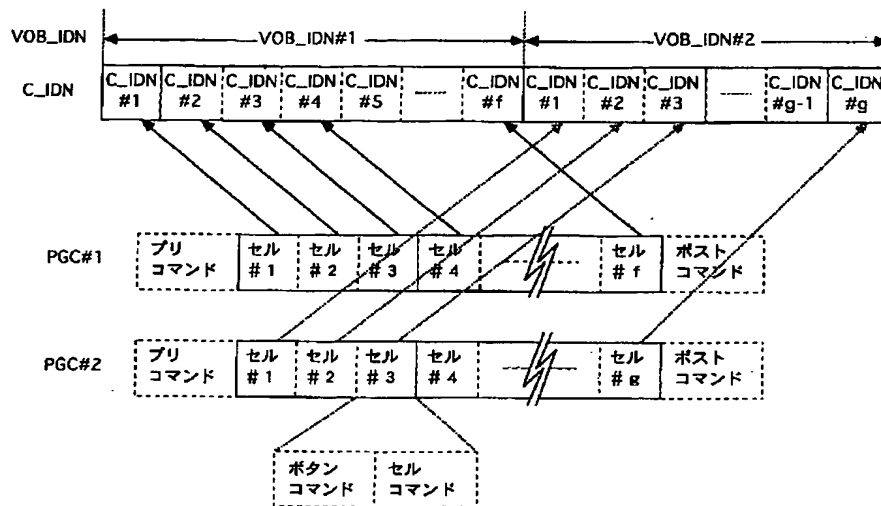 VOB_IDN VOB_IDN#1 VOB_IDN#2
C_IDN C_IDN #1 C_IDN #2 C_IDN #3 C_IDN #4 C_IDN #5 C_IDN #f C_IDN #1 C_IDN #2 C_IDN #3 C_IDN #g-1 C_IDN #g
PGC#1
プリ
コマンド
セル
#1
セル
#2
セル
#3
セル
#4
セル
#f
ポスト
コマンド
PGC#2
プリ
コマンド
セル
#1
セル
#2
セル
#3
セル
#4
セル
#g
ポスト
コマンド
ボタン
コマンド
セル
コマンド